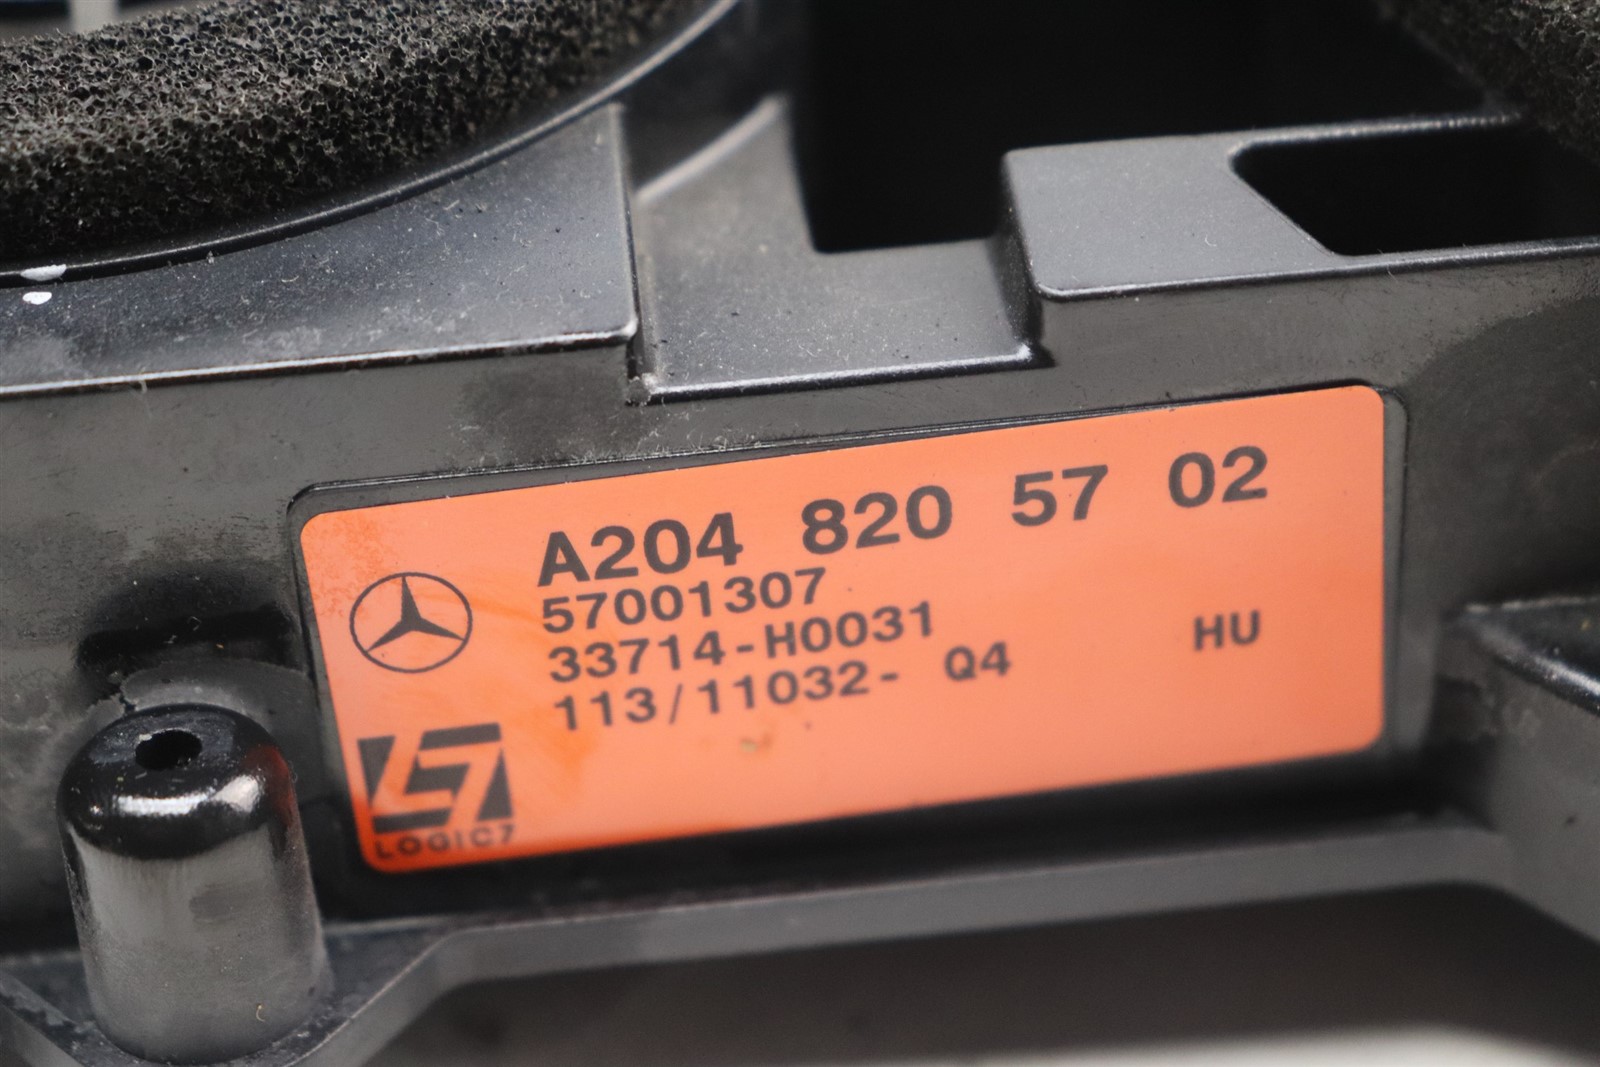 A204 820 57 02
57001307
33714-H0031
113/11032- Q4 HU
LOGIC7